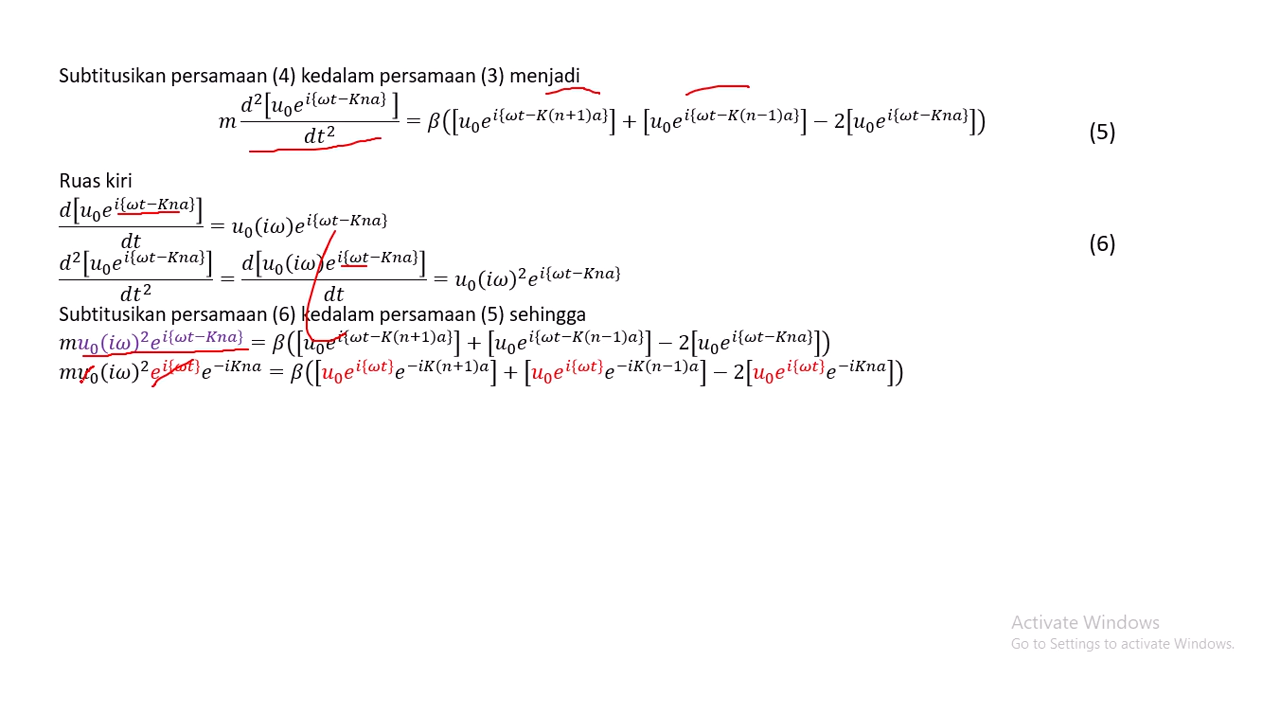 Subtitusikan persamaan (4) kedalam persamaan (3) menjadi
m d²[u₀e^{i{ωt−Kna}}] / dt² = β([u₀e^{i{ωt−K(n+1)a}}] + [u₀e^{i{ωt−K(n−1)a}}] − 2[u₀e^{i{ωt−Kna}}]) (5)
Ruas kiri
d[u₀e^{i{ωt−Kna}}] / dt = u₀(iω)e^{i{ωt−Kna}}
(6)
d²[u₀e^{i{ωt−Kna}}] / dt² = d[u₀(iω)e^{i{ωt−Kna}}] / dt = u₀(iω)²e^{i{ωt−Kna}}
Subtitusikan persamaan (6) kedalam persamaan (5) sehingga
mu₀(iω)²e^{i{ωt−Kna}} = β([u₀e^{i{ωt−K(n+1)a}}] + [u₀e^{i{ωt−K(n−1)a}}] − 2[u₀e^{i{ωt−Kna}}])
mu₀(iω)²e^{i{ωt}}e^{−iKna} = β([u₀e^{i{ωt}}e^{−iK(n+1)a}] + [u₀e^{i{ωt}}e^{−iK(n−1)a}] − 2[u₀e^{i{ωt}}e^{−iKna}])
Activate Windows
Go to Settings to activate Windows.